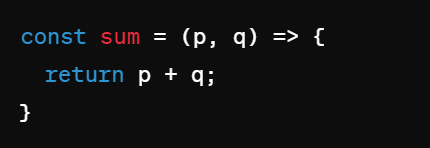 const sum = (p, q) => {
  return p + q;
}